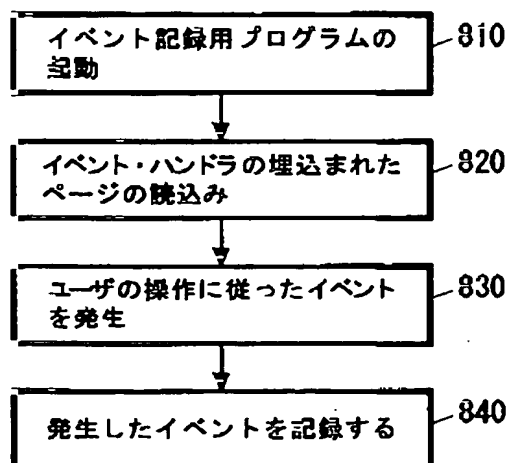 イベント記録用プログラムの
起動
810
イベント・ハンドラの埋込まれた
ページの読込み
820
ユーザの操作に従ったイベント
を発生
830
発生したイベントを記録する
840